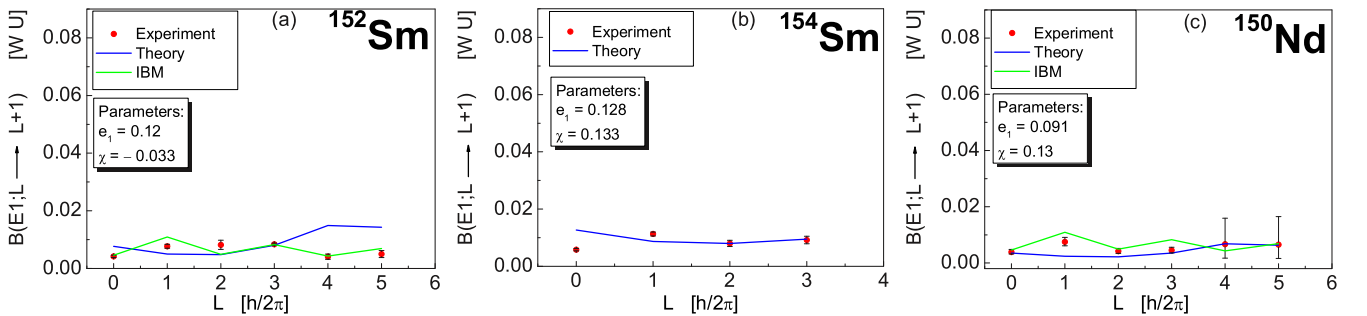 (a)
152Sm
Experiment
Theory
IBM
Parameters:
e1 = 0.12
χ = − 0.033
B(E1;L ⟶ L+1) [W U]
0.08
0.06
0.04
0.02
0.00
0 1 2 3 4 5 6
L [h/2π]
(b)
154Sm
Experiment
Theory
Parameters:
e1 = 0.128
χ = 0.133
B(E1;L ⟶ L+1) [W U]
0.08
0.06
0.04
0.02
0.00
0 1 2 3 4
L [h/2π]
(c)
150Nd
Experiment
Theory
IBM
Parameters:
e1 = 0.091
χ = 0.13
B(E1;L ⟶ L+1) [W U]
0.08
0.06
0.04
0.02
0.00
0 1 2 3 4 5 6
L [h/2π]